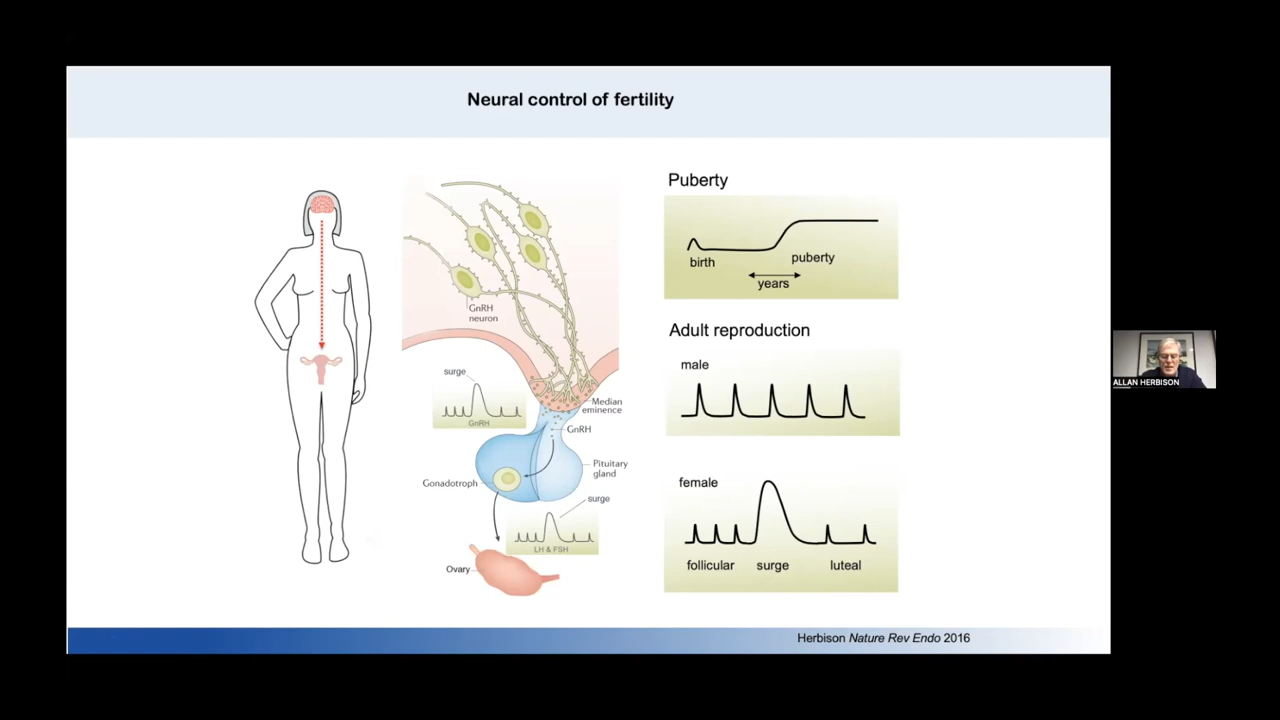 Neural control of fertility
GnRH
neuron
surge
GnRH
Median
eminence
GnRH
Pituitary
gland
Gonadotroph
surge
LH & FSH
Ovary
Puberty
birth
puberty
years
Adult reproduction
male
female
follicular
surge
luteal
Herbison Nature Rev Endo 2016
ALLAN HERBISON